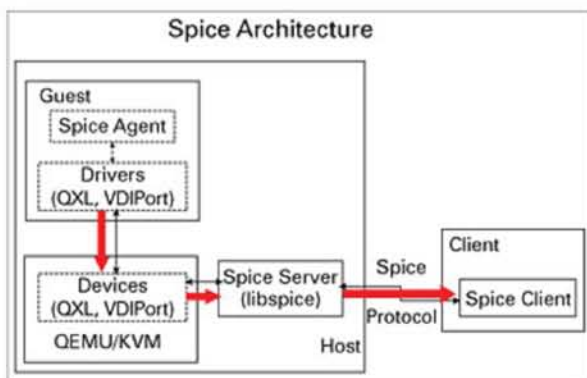 Spice Architecture
Guest
Spice Agent
Drivers
(QXL, VDIPort)
Devices
(QXL, VDIPort)
QEMU/KVM
Spice Server
(libspice)
Host
Spice
Protocol
Client
Spice Client